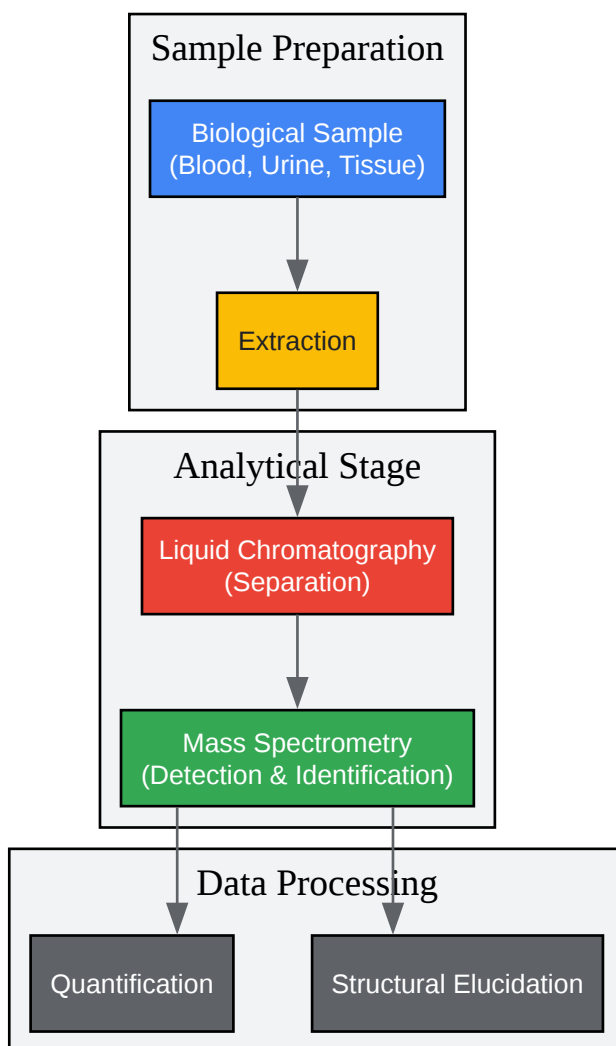 Sample Preparation
Biological Sample
(Blood, Urine, Tissue)
Extraction
Analytical Stage
Liquid Chromatography
(Separation)
Mass Spectrometry
(Detection & Identification)
Data Processing
Quantification
Structural Elucidation